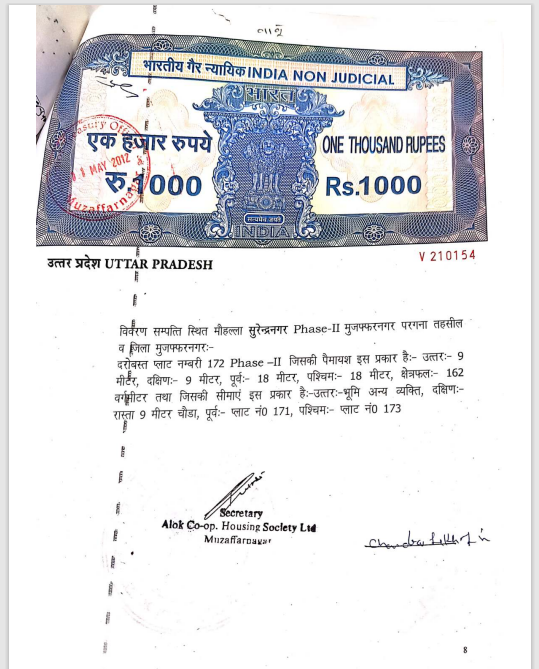 भारतीय गैर न्यायिक INDIA NON JUDICIAL
भारत
एक हज़ार रुपये ONE THOUSAND RUPEES
रु.1000 Rs.1000
Treasury
MAY 2012
Muzaffarnagar
सत्यमेव जयते
INDIA
उत्तर प्रदेश UTTAR PRADESH
V 210154
विवरण सम्पत्ति स्थित मौहल्ला सुरेन्द्रनगर Phase-II मुजफ्फरनगर परगना तहसील
व जिला मुजफ्फरनगरः-
दरोबस्त प्लाट नम्बरी 172 Phase –II जिसकी पैमायश इस प्रकार हैः- उत्तरः- 9
मीटर, दक्षिणः- 9 मीटर, पूर्वः- 18 मीटर, पश्चिमः- 18 मीटर, क्षेत्रफलः- 162
वर्गमीटर तथा जिसकी सीमाएं इस प्रकार हैः-उत्तरः-भूमि अन्य व्यक्ति, दक्षिणः-
रास्ता 9 मीटर चौडा, पूर्वः- प्लाट नं0 171, पश्चिमः- प्लाट नं0 173
Secretary
Alok Co-op. Housing Society Ltd
Muzaffarnagar
8